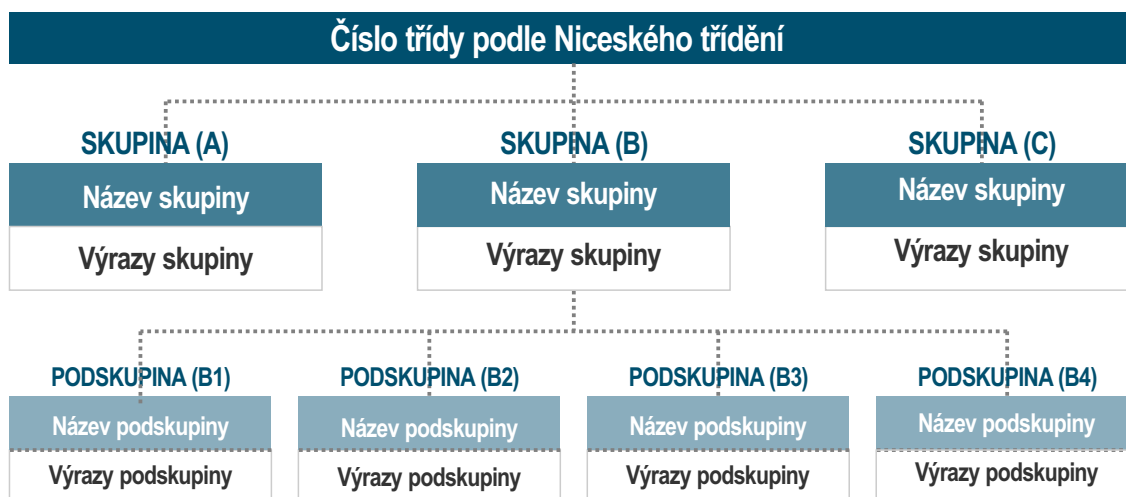 Číslo třídy podle Niceského třídění
SKUPINA (A)
SKUPINA (B)
SKUPINA (C)
Název skupiny
Název skupiny
Název skupiny
Výrazy skupiny
Výrazy skupiny
Výrazy skupiny
PODSKUPINA (B1)
PODSKUPINA (B2)
PODSKUPINA (B3)
PODSKUPINA (B4)
Název podskupiny
Název podskupiny
Název podskupiny
Název podskupiny
Výrazy podskupiny
Výrazy podskupiny
Výrazy podskupiny
Výrazy podskupiny